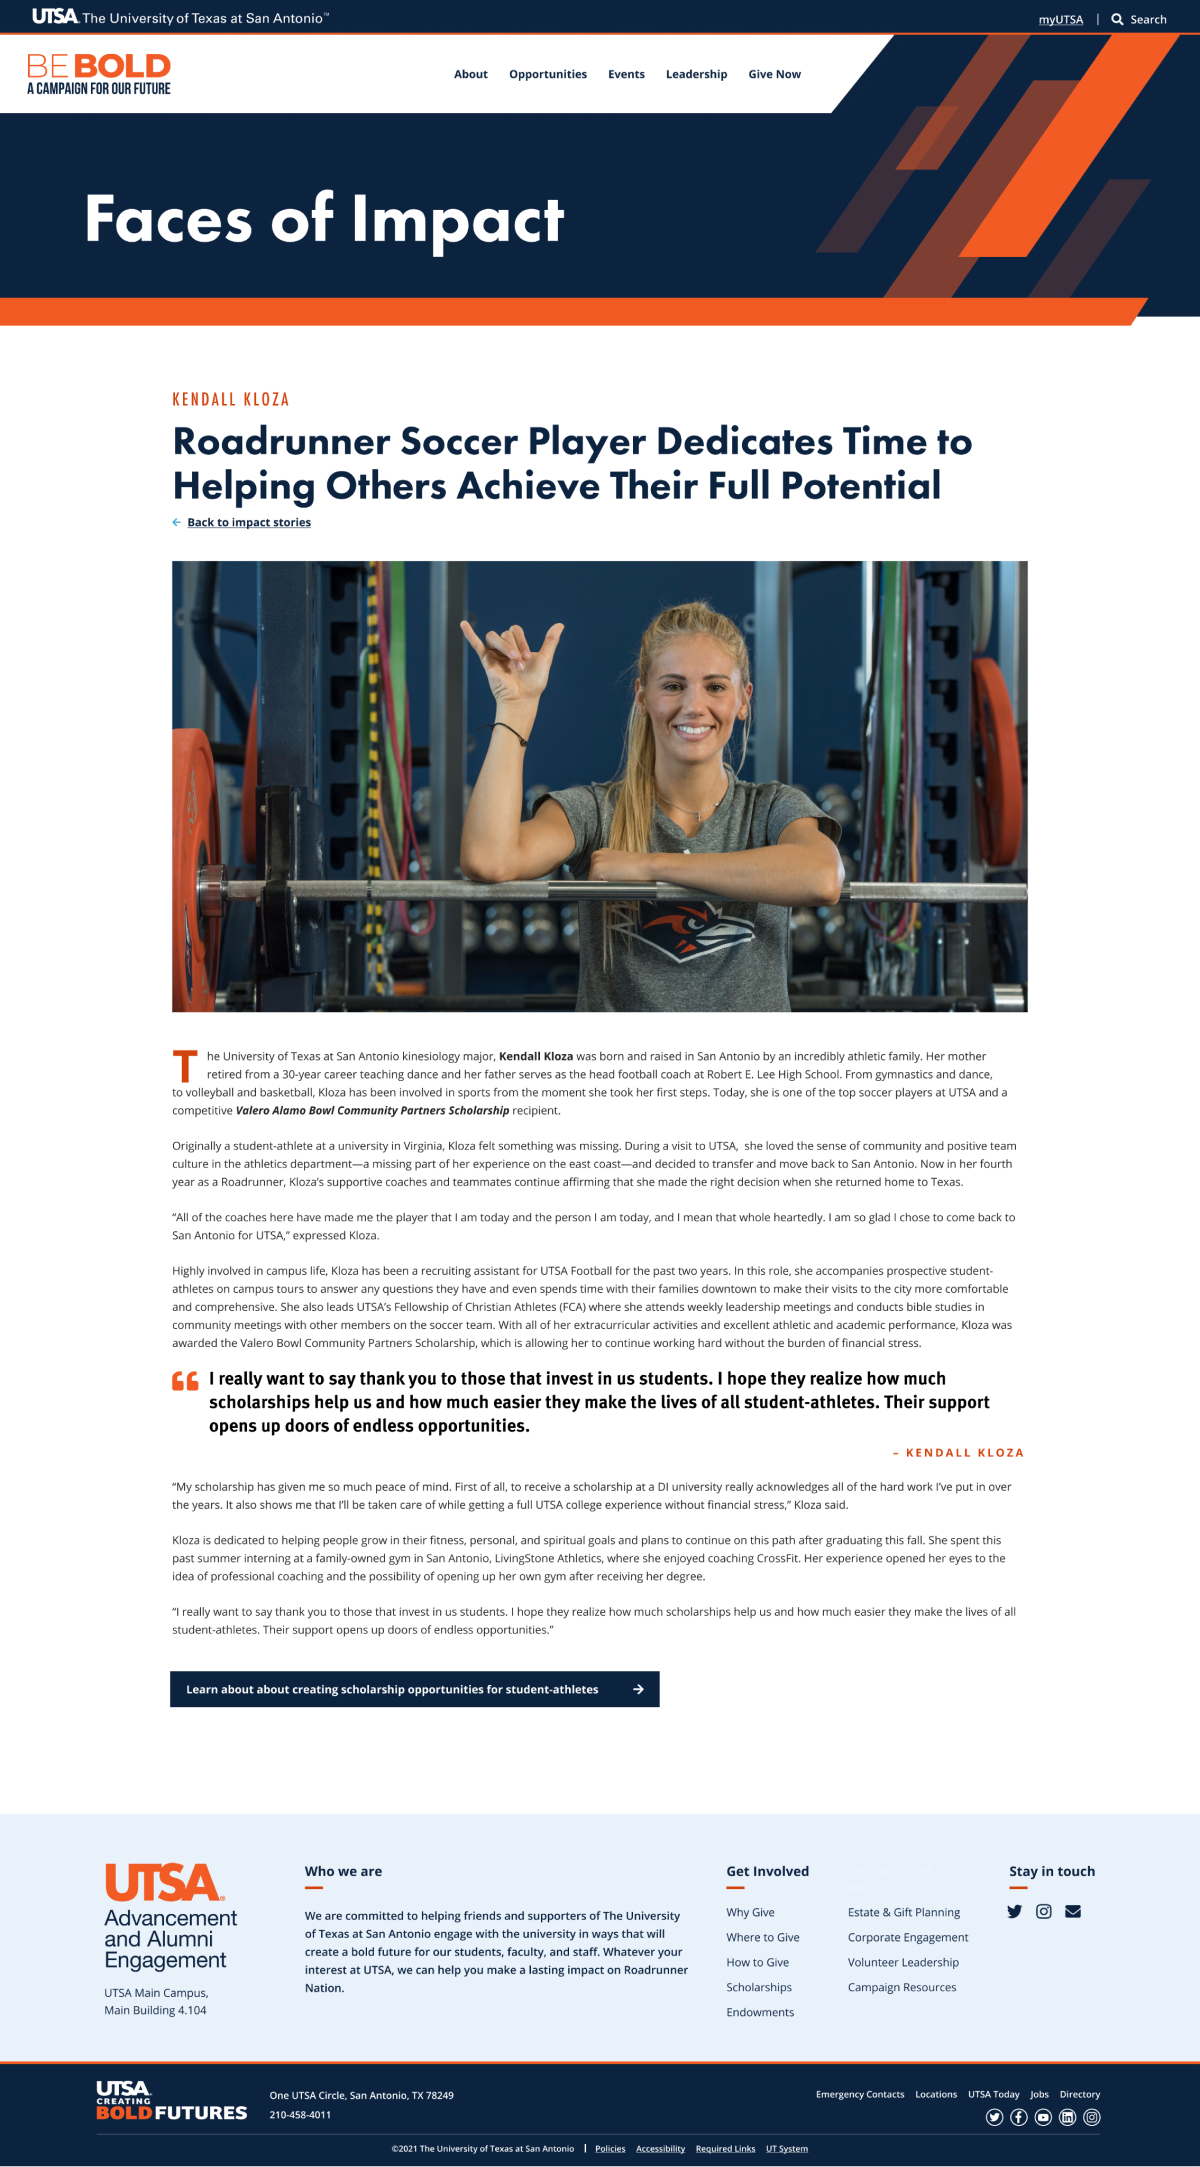 UTSA. The University of Texas at San Antonio™
myUTSA | Search
BE BOLD
A CAMPAIGN FOR OUR FUTURE
About Opportunities Events Leadership Give Now
Faces of Impact
KENDALL KLOZA
Roadrunner Soccer Player Dedicates Time to
Helping Others Achieve Their Full Potential
← Back to impact stories
The University of Texas at San Antonio kinesiology major, Kendall Kloza was born and raised in San Antonio by an incredibly athletic family. Her mother
retired from a 30-year career teaching dance and her father serves as the head football coach at Robert E. Lee High School. From gymnastics and dance,
to volleyball and basketball, Kloza has been involved in sports from the moment she took her first steps. Today, she is one of the top soccer players at UTSA and a
competitive Valero Alamo Bowl Community Partners Scholarship recipient.
Originally a student-athlete at a university in Virginia, Kloza felt something was missing. During a visit to UTSA,  she loved the sense of community and positive team
culture in the athletics department—a missing part of her experience on the east coast—and decided to transfer and move back to San Antonio. Now in her fourth
year as a Roadrunner, Kloza's supportive coaches and teammates continue affirming that she made the right decision when she returned home to Texas.
“All of the coaches here have made me the player that I am today and the person I am today, and I mean that whole heartedly. I am so glad I chose to come back to
San Antonio for UTSA,” expressed Kloza.
Highly involved in campus life, Kloza has been a recruiting assistant for UTSA Football for the past two years. In this role, she accompanies prospective student-
athletes on campus tours to answer any questions they have and even spends time with their families downtown to make their visits to the city more comfortable
and comprehensive. She also leads UTSA's Fellowship of Christian Athletes (FCA) where she attends weekly leadership meetings and conducts bible studies in
community meetings with other members on the soccer team. With all of her extracurricular activities and excellent athletic and academic performance, Kloza was
awarded the Valero Bowl Community Partners Scholarship, which is allowing her to continue working hard without the burden of financial stress.
“ I really want to say thank you to those that invest in us students. I hope they realize how much
scholarships help us and how much easier they make the lives of all student-athletes. Their support
opens up doors of endless opportunities.
– KENDALL KLOZA
“My scholarship has given me so much peace of mind. First of all, to receive a scholarship at a DI university really acknowledges all of the hard work I've put in over
the years. It also shows me that I'll be taken care of while getting a full UTSA college experience without financial stress,” Kloza said.
Kloza is dedicated to helping people grow in their fitness, personal, and spiritual goals and plans to continue on this path after graduating this fall. She spent this
past summer interning at a family-owned gym in San Antonio, LivingStone Athletics, where she enjoyed coaching CrossFit. Her experience opened her eyes to the
idea of professional coaching and the possibility of opening up her own gym after receiving her degree.
“I really want to say thank you to those that invest in us students. I hope they realize how much scholarships help us and how much easier they make the lives of all
student-athletes. Their support opens up doors of endless opportunities.”
Learn about about creating scholarship opportunities for student-athletes →
UTSA®
Advancement
and Alumni
Engagement
UTSA Main Campus,
Main Building 4.104
Who we are
We are committed to helping friends and supporters of The University
of Texas at San Antonio engage with the university in ways that will
create a bold future for our students, faculty, and staff. Whatever your
interest at UTSA, we can help you make a lasting impact on Roadrunner
Nation.
Get Involved
Why Give
Where to Give
How to Give
Scholarships
Endowments
Estate & Gift Planning
Corporate Engagement
Volunteer Leadership
Campaign Resources
Stay in touch
UTSA.
CREATING
BOLD FUTURES
One UTSA Circle, San Antonio, TX 78249
210-458-4011
Emergency Contacts Locations UTSA Today Jobs Directory
©2021 The University of Texas at San Antonio | Policies Accessibility Required Links UT System